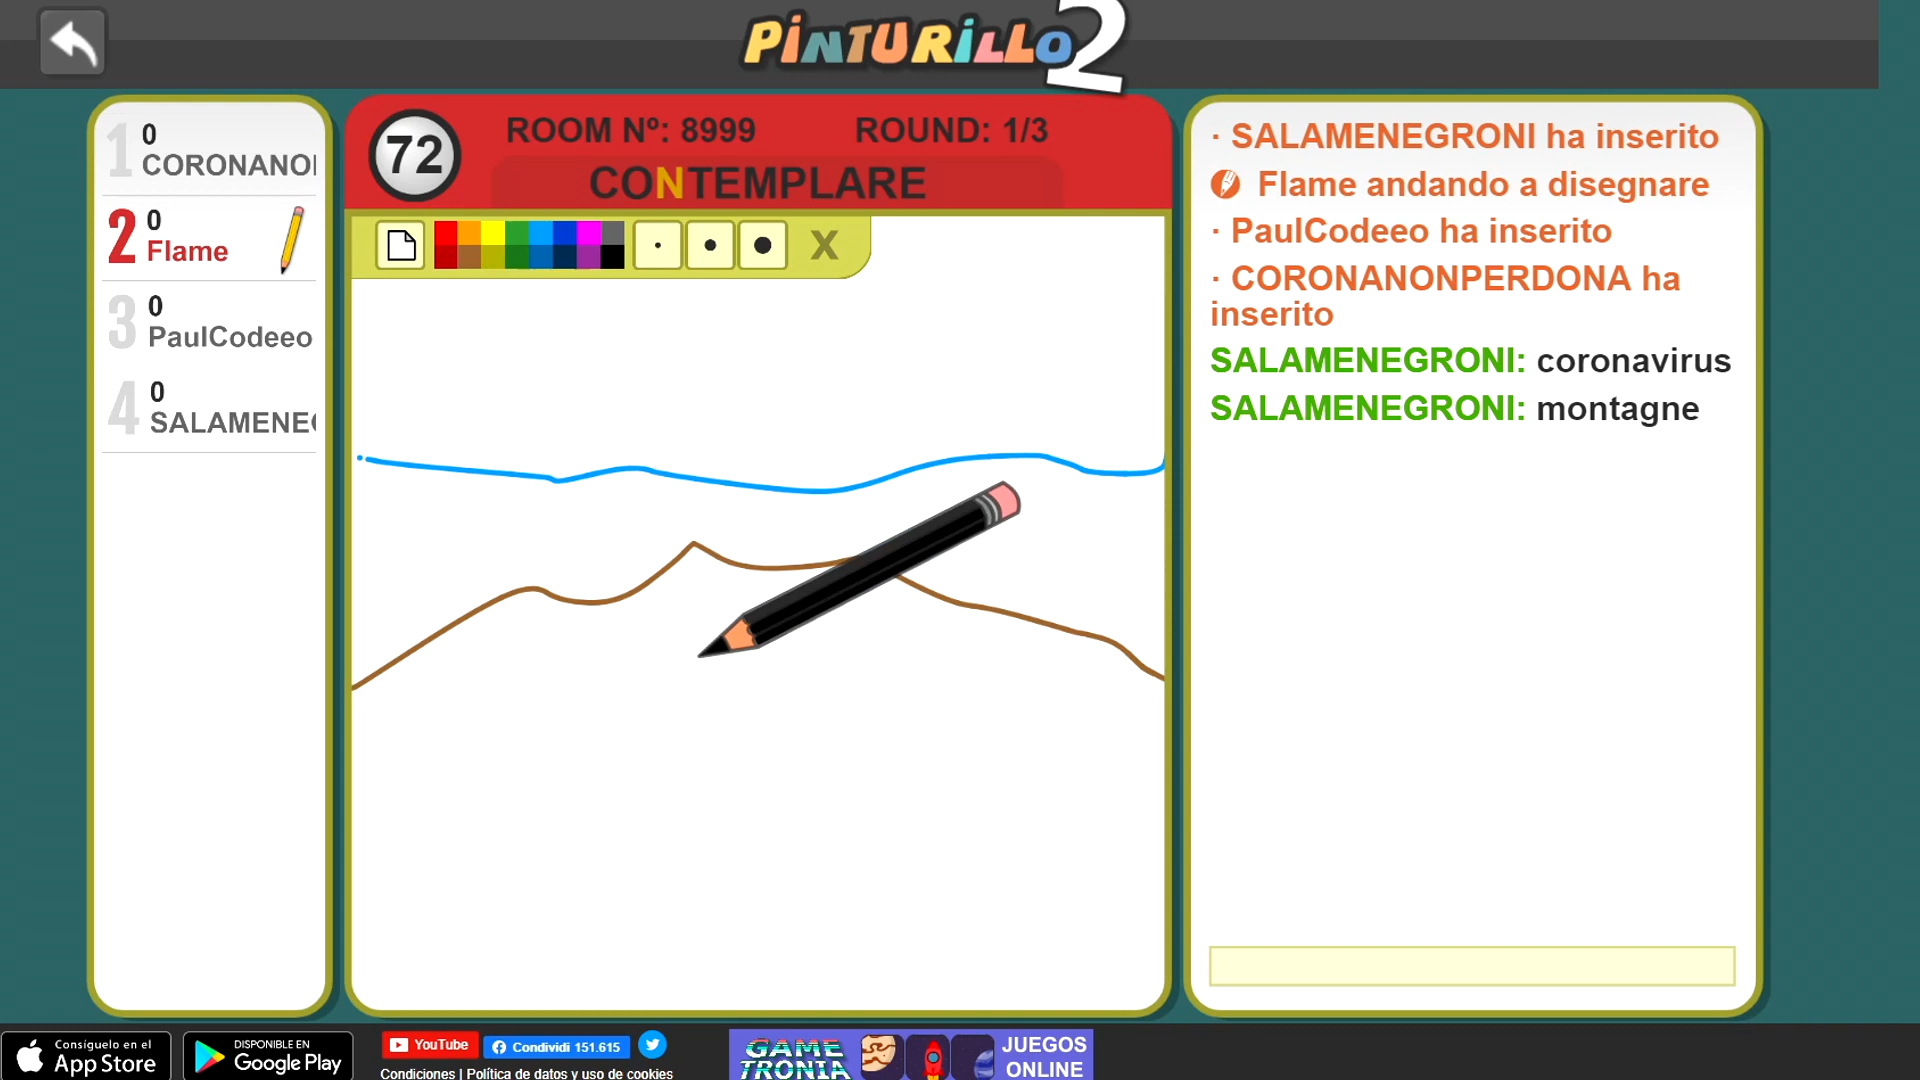 PiNTURiLLO 2
1 0
CORONANO
2 0
Flame
3 0
PaulCodeeo
4 0
SALAMENE
72
ROOM Nº: 8999
ROUND: 1/3
CONTEMPLARE
X
· SALAMENEGRONI ha inserito
Flame andando a disegnare
· PaulCodeeo ha inserito
· CORONANONPERDONA ha
inserito
SALAMENEGRONI: coronavirus
SALAMENEGRONI: montagne
Consíguelo en el
App Store
DISPONIBLE EN
Google Play
YouTube
Condividi 151.615
Condiciones | Política de datos y uso de cookies
GAME
TRONIA
JUEGOS
ONLINE